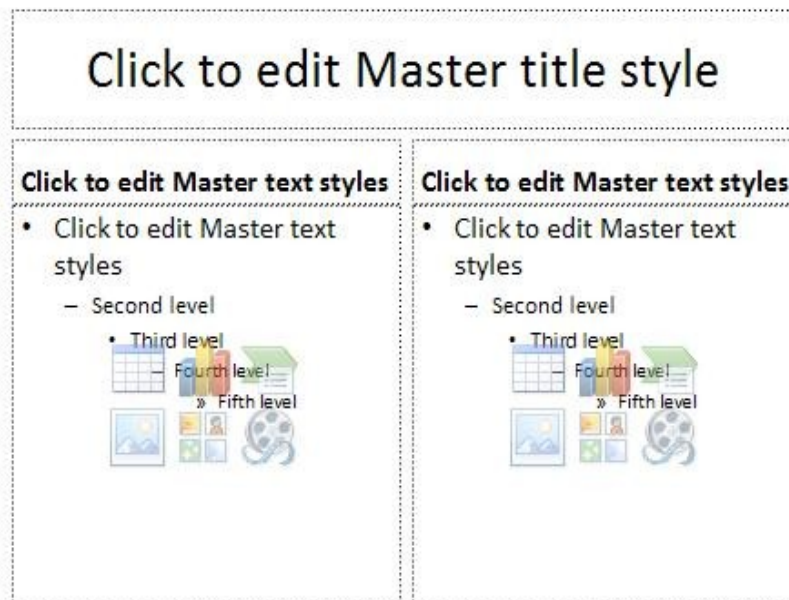 Click to edit Master title style
Click to edit Master text styles
• Click to edit Master text
styles
– Second level
• Third level
– Fourth level
» Fifth level
Click to edit Master text styles
• Click to edit Master text
styles
– Second level
• Third level
– Fourth level
» Fifth level